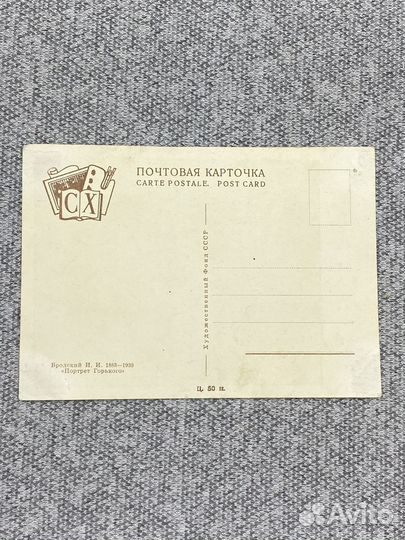 СХ
ПОЧТОВАЯ КАРТОЧКА
CARTE POSTALE. POST CARD
Художественный Фонд СССР
Бродский И. И. 1883—1939
«Портрет Горького»
Ц. 50 к.
Avito